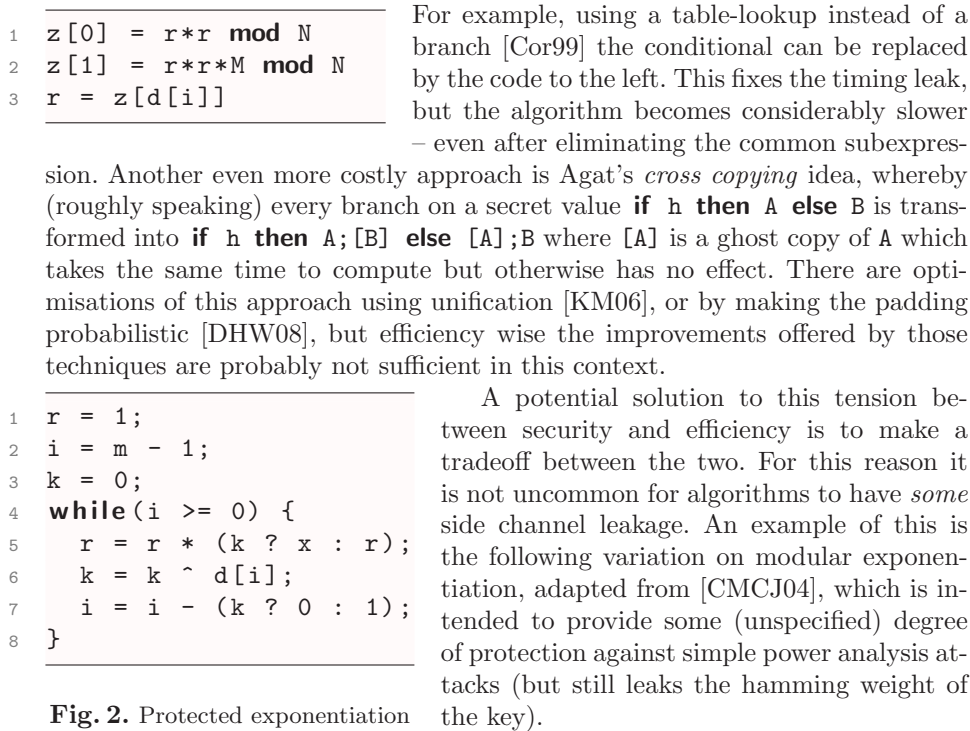 1 z[0] = r*r mod N
2 z[1] = r*r*M mod N
3 r = z[d[i]]
For example, using a table-lookup instead of a
branch [Cor99] the conditional can be replaced
by the code to the left. This fixes the timing leak,
but the algorithm becomes considerably slower
– even after eliminating the common subexpres-
sion. Another even more costly approach is Agat's cross copying idea, whereby
(roughly speaking) every branch on a secret value if h then A else B is trans-
formed into if h then A;[B] else [A];B where [A] is a ghost copy of A which
takes the same time to compute but otherwise has no effect. There are opti-
misations of this approach using unification [KM06], or by making the padding
probabilistic [DHW08], but efficiency wise the improvements offered by those
techniques are probably not sufficient in this context.
1 r = 1;
2 i = m - 1;
3 k = 0;
4 while(i >= 0) {
5 r = r * (k ? x : r);
6 k = k ^ d[i];
7 i = i - (k ? 0 : 1);
8 }
Fig. 2. Protected exponentiation
A potential solution to this tension be-
tween security and efficiency is to make a
tradeoff between the two. For this reason it
is not uncommon for algorithms to have some
side channel leakage. An example of this is
the following variation on modular exponen-
tiation, adapted from [CMCJ04], which is in-
tended to provide some (unspecified) degree
of protection against simple power analysis at-
tacks (but still leaks the hamming weight of
the key).